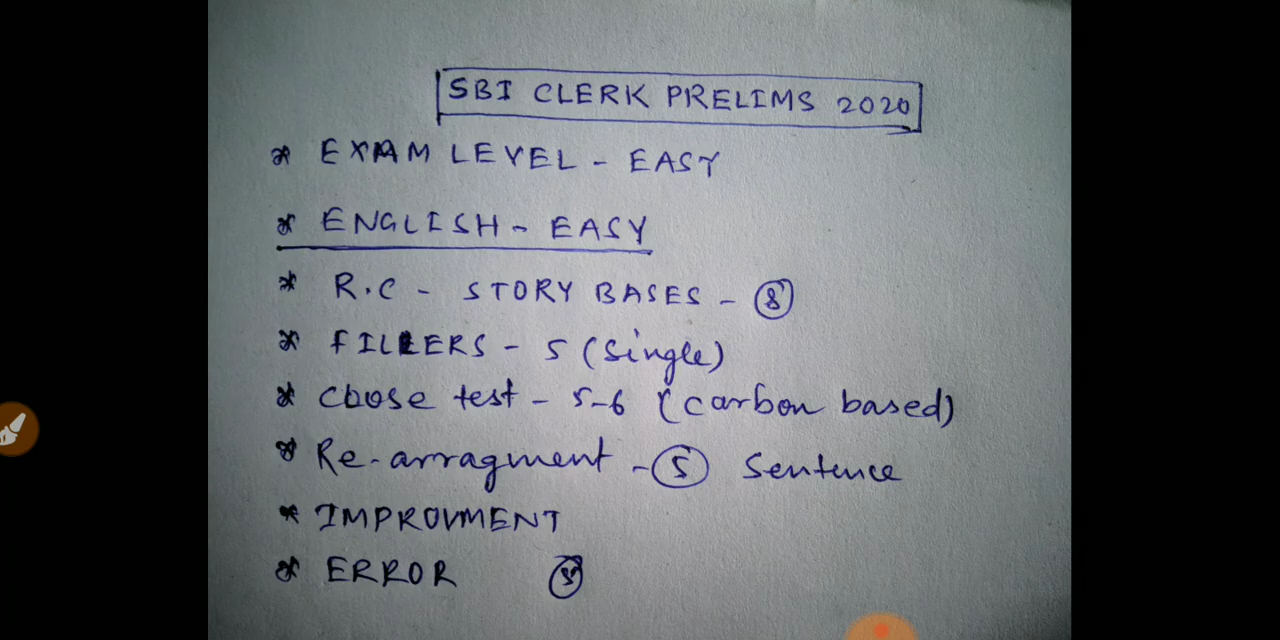 SBI CLERK PRELIMS 2020
* EXAM LEVEL - EASY
* ENGLISH - EASY
* R.C - STORY BASES - 8
* FILLERS - 5 (single)
* Cbose test - 5-6 (carbon based)
* Re-arragment - 5 Sentence
* IMPROVMENT
* ERROR